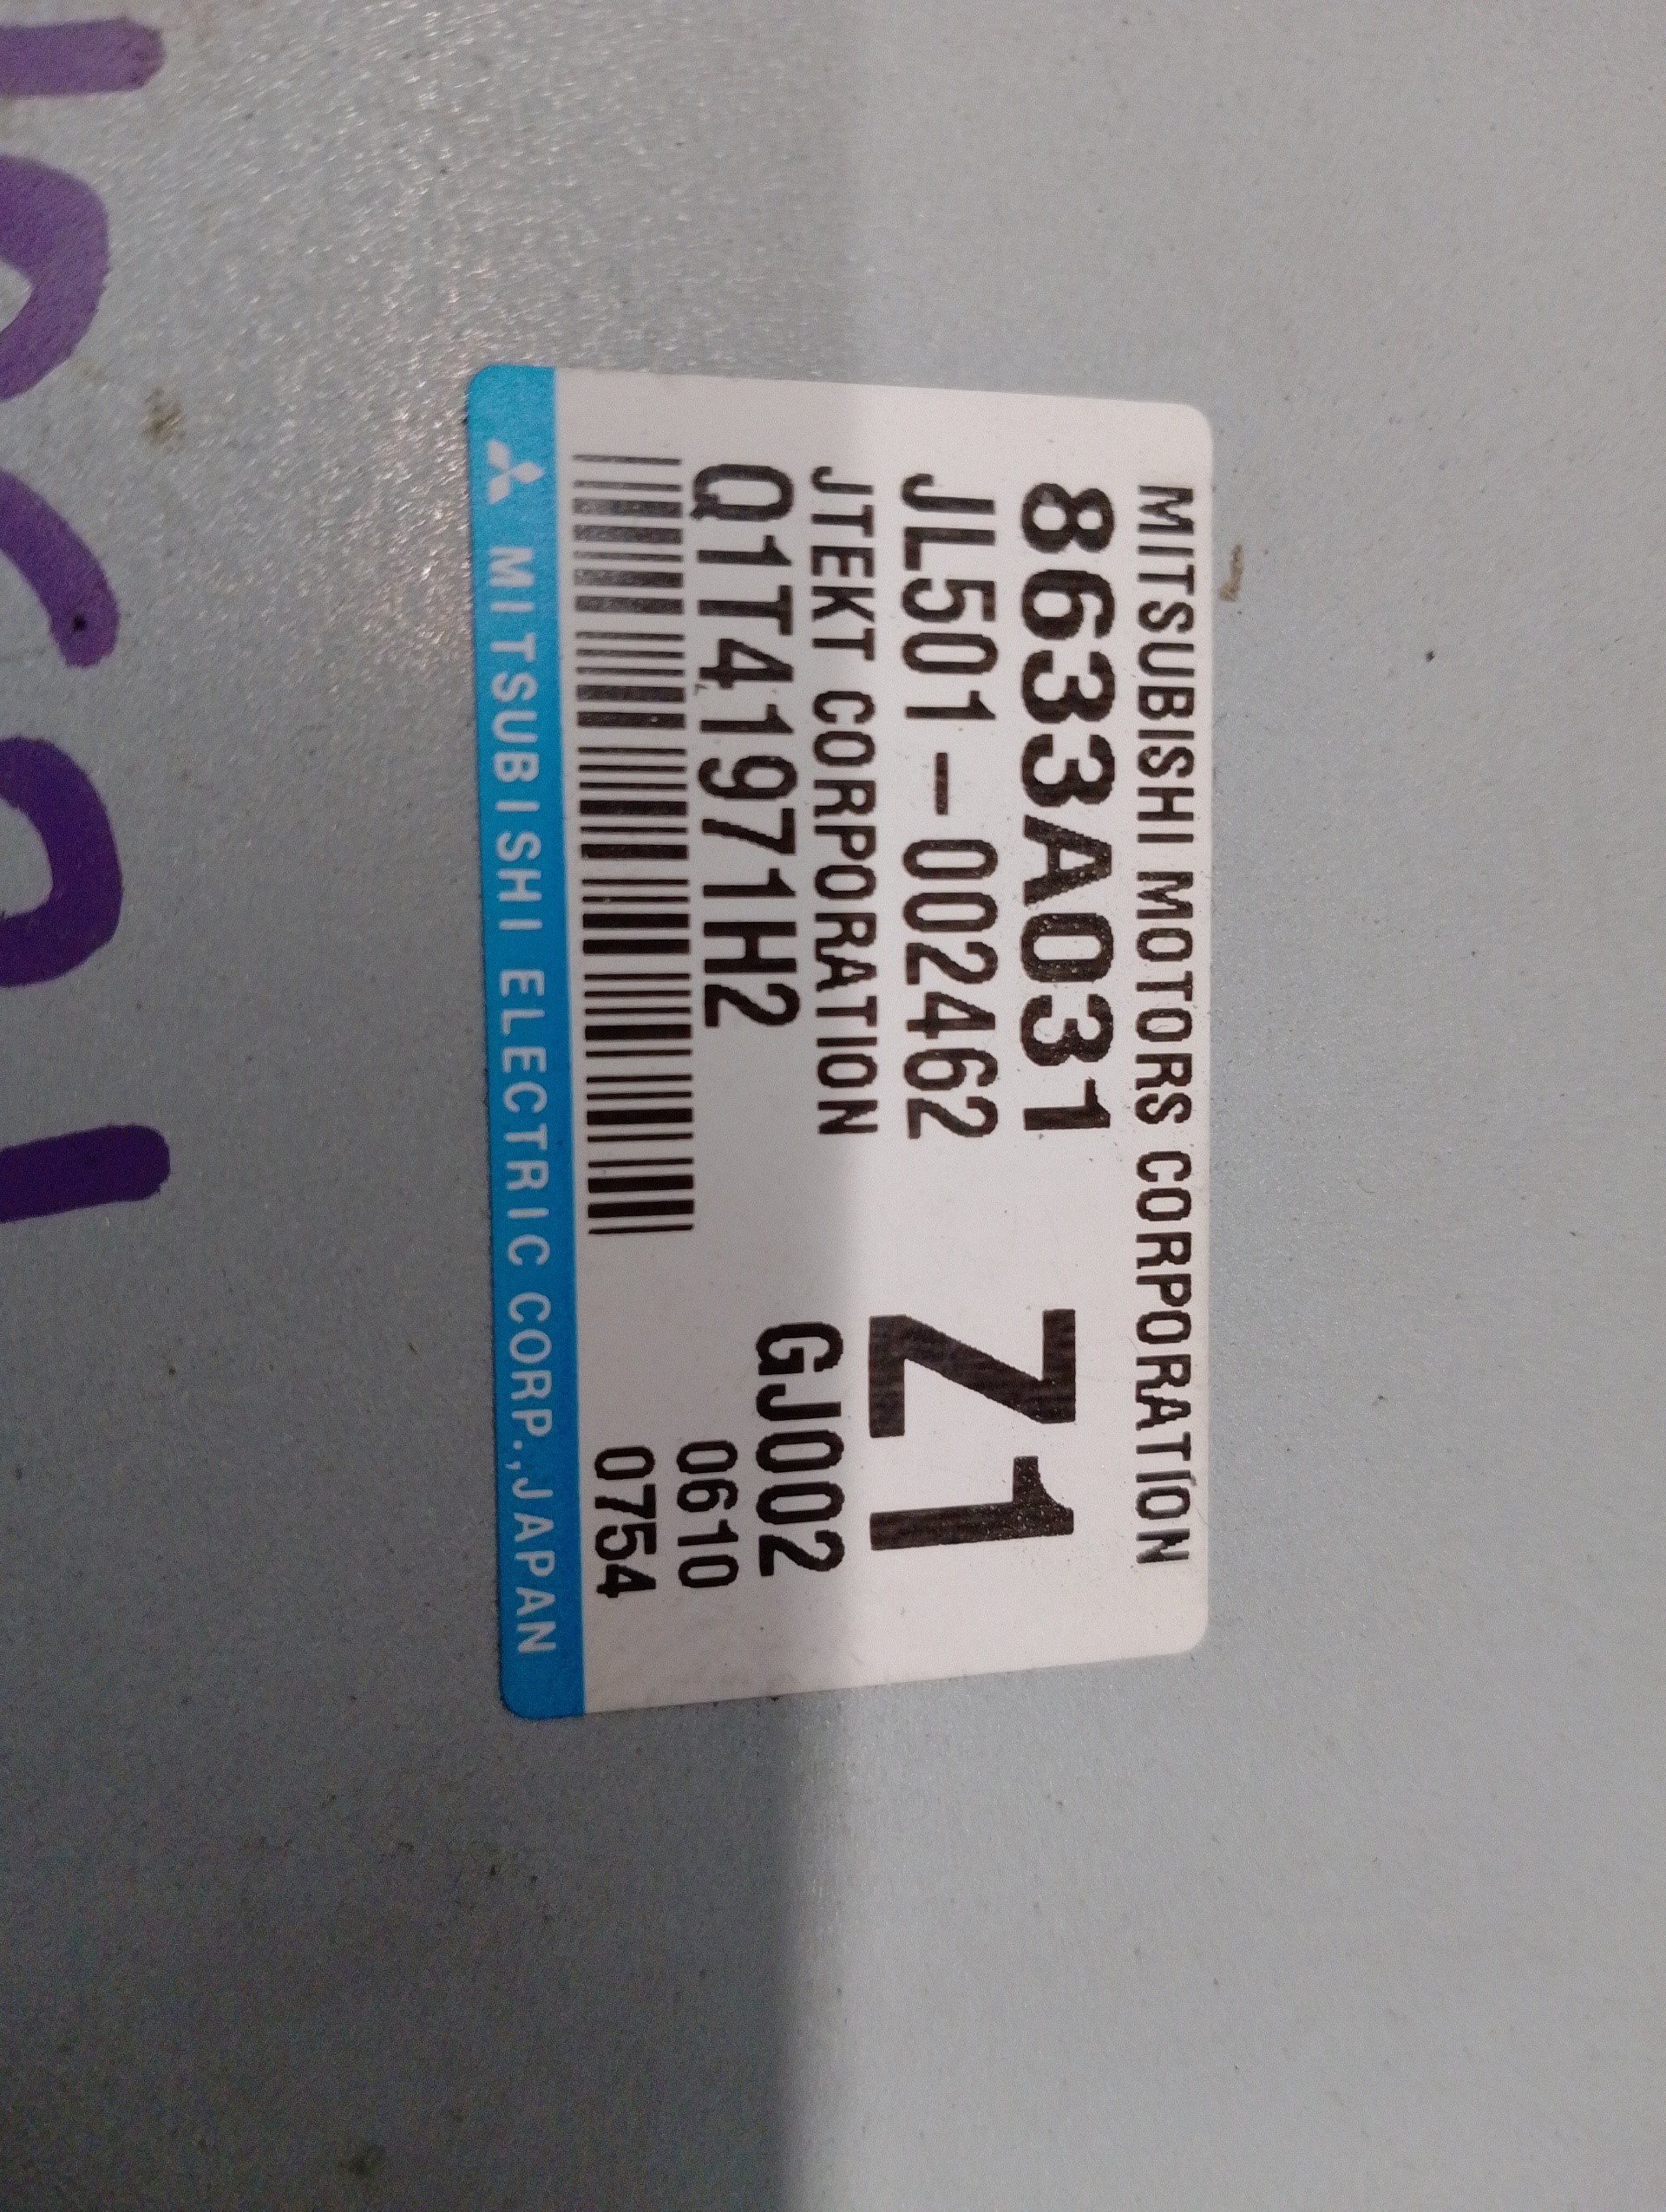 MITSUBISHI MOTORS CORPORATION
8633A031
JL501-002462
Z1
JTEKT CORPORATION
Q1T41971H2
GJ002
0610
0754
MITSUBISHI ELECTRIC CORP.,JAPAN